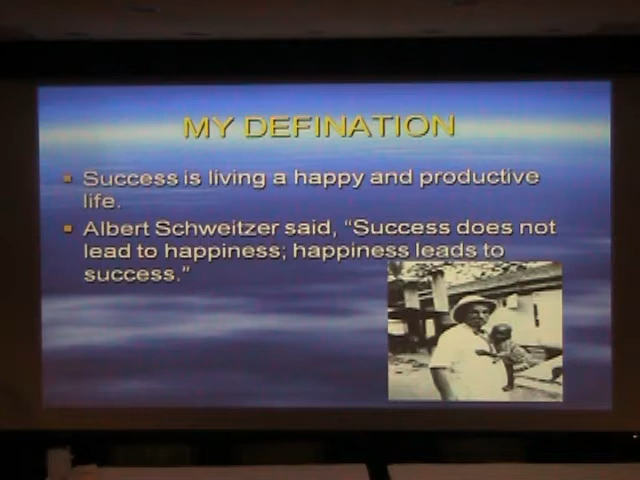 MY DEFINATION
Success is living a happy and productive
life.
Albert Schweitzer said, “Success does not
lead to happiness; happiness leads to
success.”